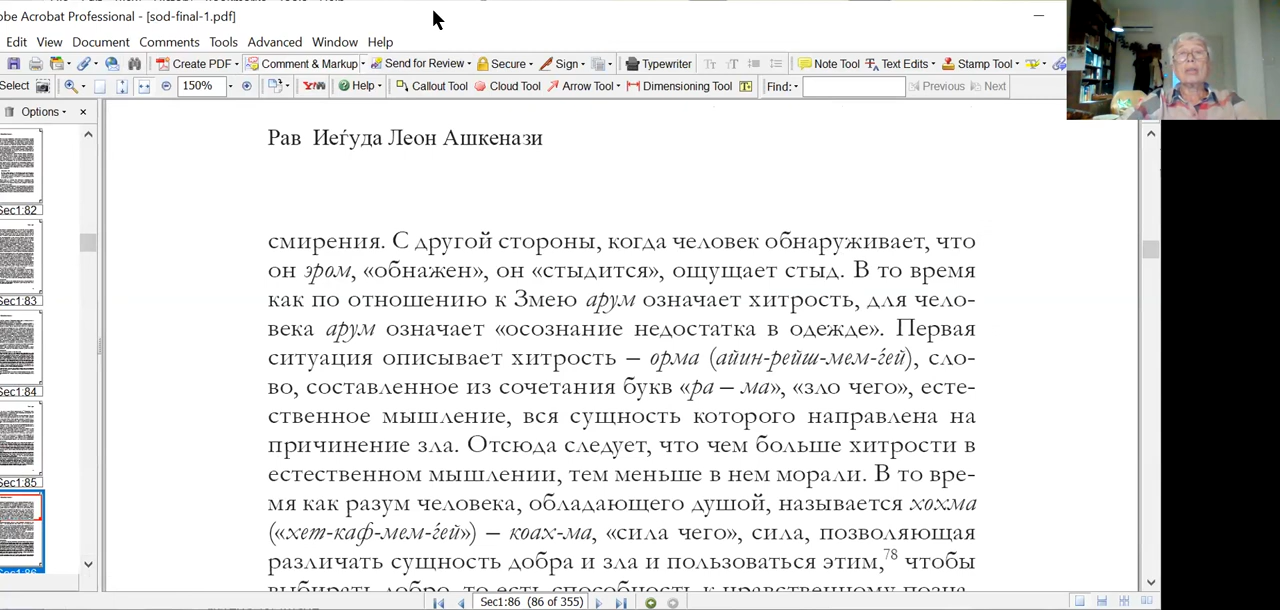 obe Acrobat Professional - [sod-final-1.pdf]
Edit View Document Comments Tools Advanced Window Help
Create PDF Comment & Markup Send for Review Secure Sign Typewriter Note Tool Text Edits Stamp Tool
Select 150% Help Callout Tool Cloud Tool Arrow Tool Dimensioning Tool Find: Previous Next
Options
Sec1:82
Sec1:83
Sec1:84
Sec1:85
Рав Иеѓуда Леон Ашкенази
смирения. С другой стороны, когда человек обнаруживает, что
он эром, «обнажен», он «стыдится», ощущает стыд. В то время
как по отношению к Змею арум означает хитрость, для чело-
века арум означает «осознание недостатка в одежде». Первая
ситуация описывает хитрость – орма (айин-рейш-мем-ѓей), сло-
во, составленное из сочетания букв «ра – ма», «зло чего», есте-
ственное мышление, вся сущность которого направлена на
причинение зла. Отсюда следует, что чем больше хитрости в
естественном мышлении, тем меньше в нем морали. В то вре-
мя как разум человека, обладающего душой, называется хохма
(«хет-каф-мем-ѓей») – коах-ма, «сила чего», сила, позволяющая
различать сущность добра и зла и пользоваться этим,78 чтобы
Sec1:86 (86 of 355)